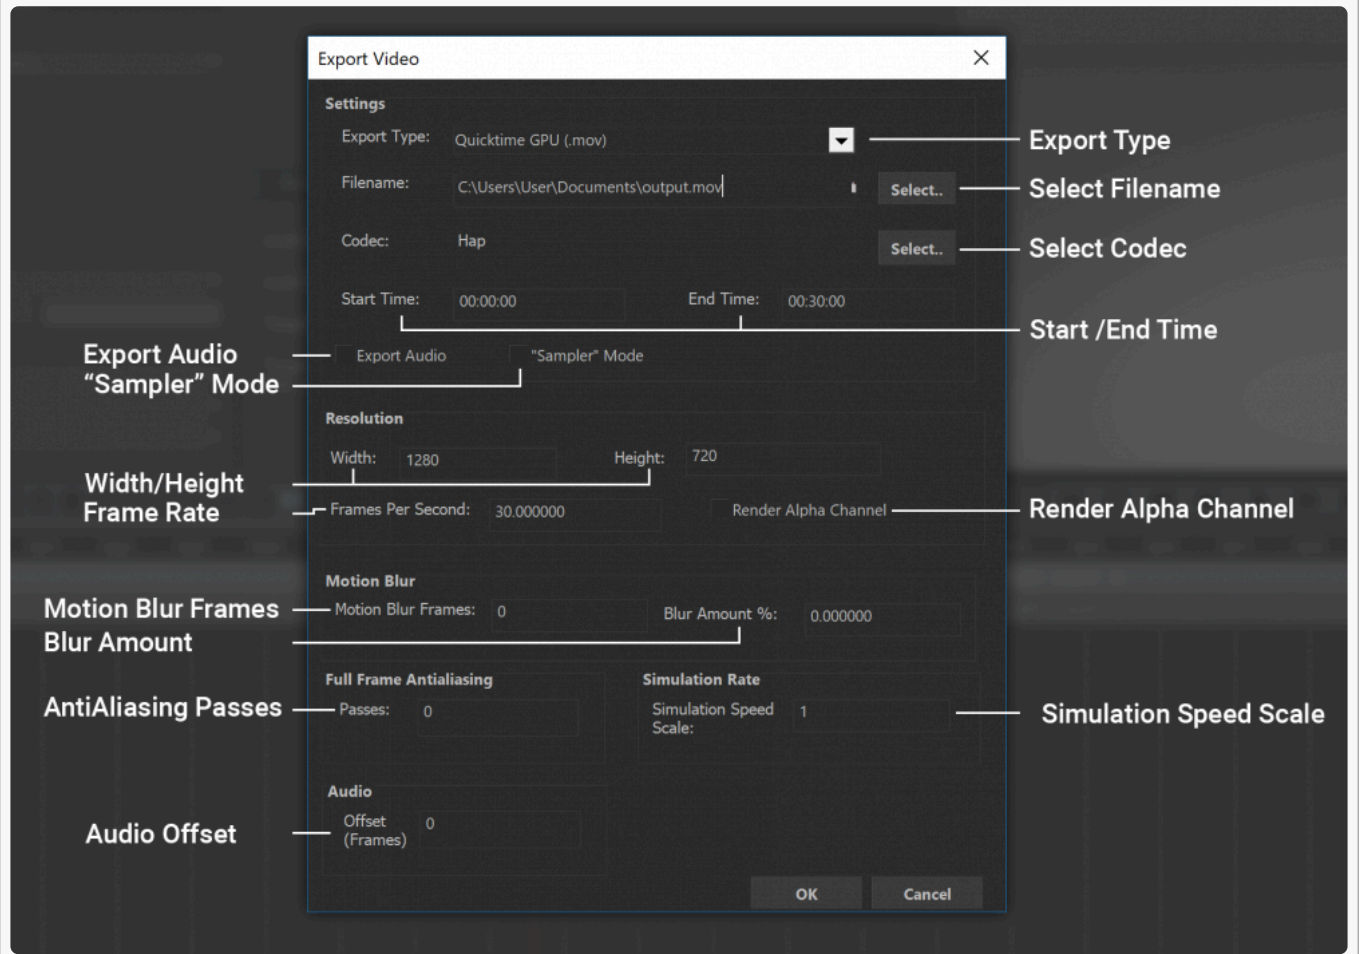 Export Video
Settings
Export Type: Quicktime GPU (.mov) Export Type
Filename: C:\Users\User\Documents\output.mov Select.. Select Filename
Codec: Hap Select.. Select Codec
Start Time: 00:00:00 End Time: 00:30:00
Start /End Time
Export Audio Export Audio "Sampler" Mode
“Sampler” Mode
Resolution
Width: 1280 Height: 720
Width/Height
Frame Rate Frames Per Second: 30.000000 Render Alpha Channel Render Alpha Channel
Motion Blur
Motion Blur Frames Motion Blur Frames: 0 Blur Amount %: 0.000000
Blur Amount
Full Frame Antialiasing Simulation Rate
AntiAliasing Passes Passes: 0 Simulation Speed 1 Simulation Speed Scale
Scale:
Audio
Audio Offset Offset 0
(Frames)
OK Cancel